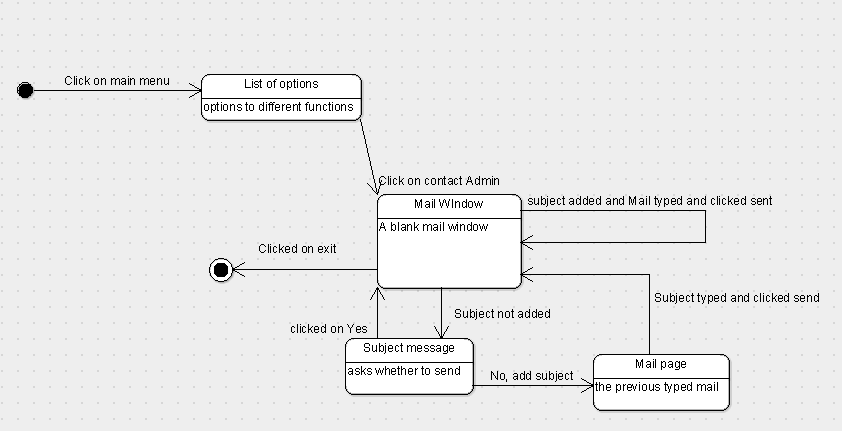 Click on main menu
List of options
options to different functions
Click on contact Admin
Mail WIndow
A blank mail window
subject added and Mail typed and clicked sent
Clicked on exit
Subject typed and clicked send
Subject not added
clicked on Yes
Subject message
asks whether to send
No, add subject
Mail page
the previous typed mail